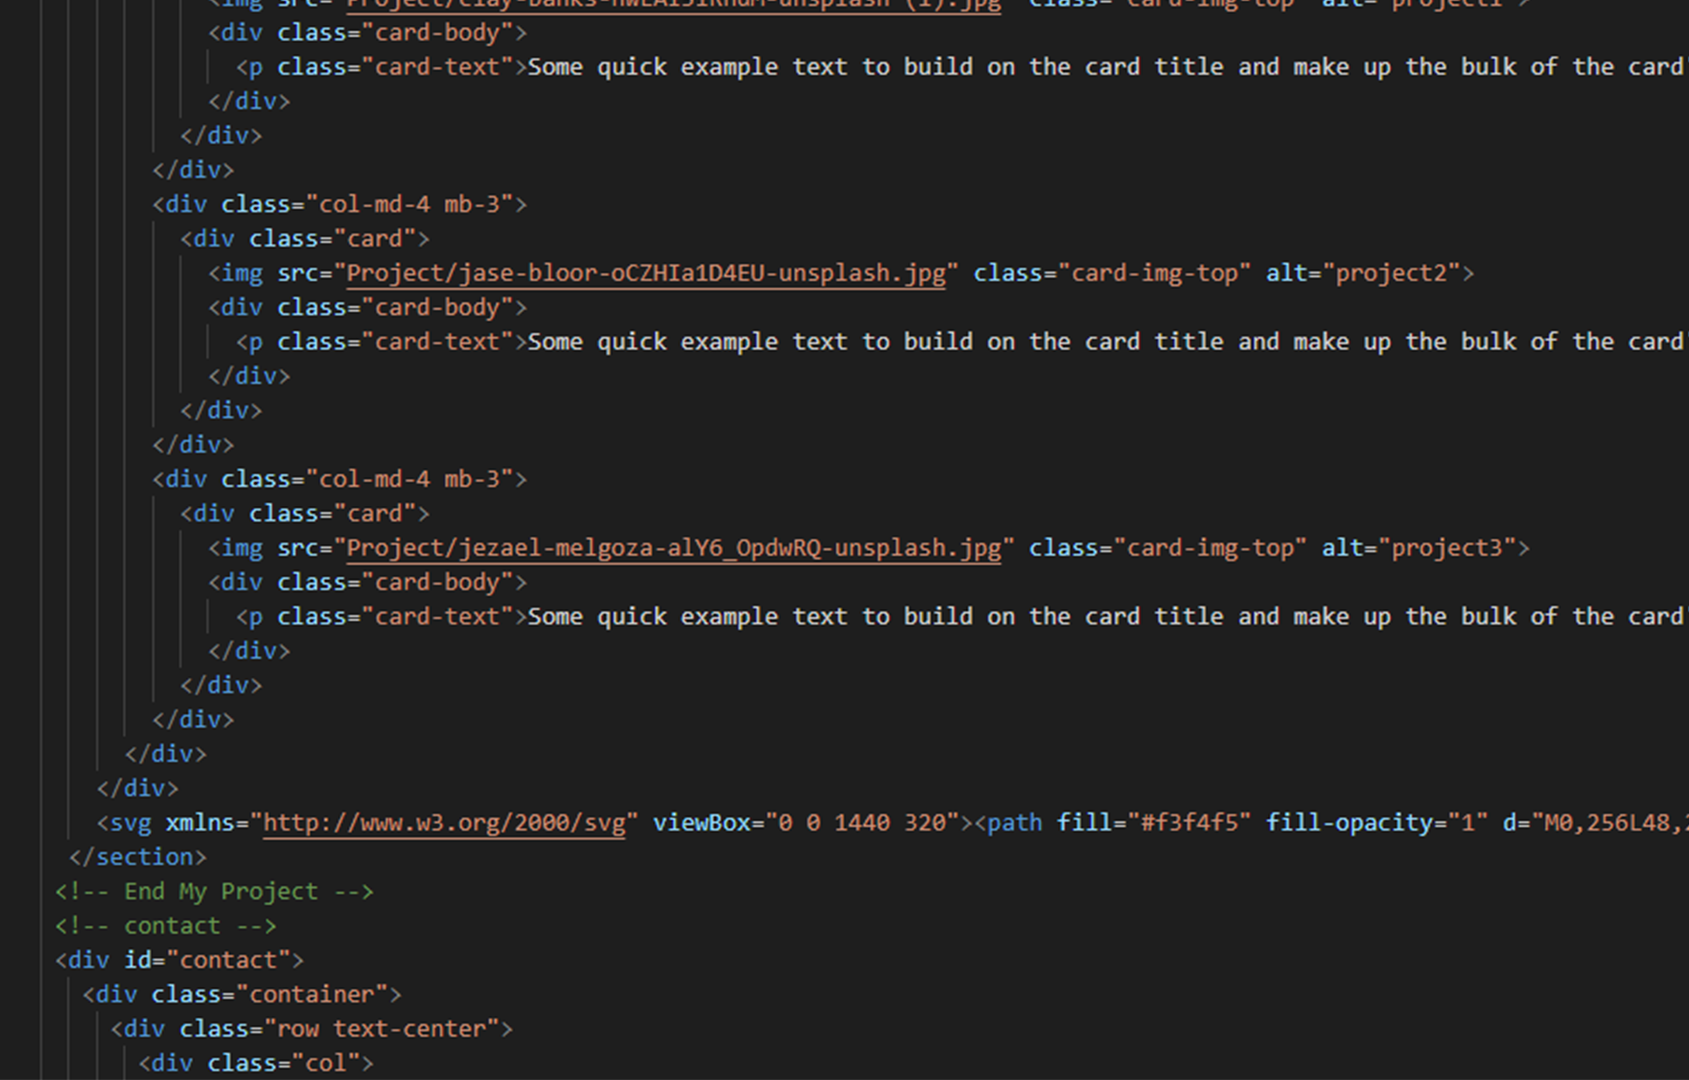 <img src="Project/clay-banks- -unsplash (1).jpg" class="card-img-top" alt="project1">
<div class="card-body">
<p class="card-text">Some quick example text to build on the card title and make up the bulk of the card'
</div>
</div>
</div>
<div class="col-md-4 mb-3">
<div class="card">
<img src="Project/jase-bloor-oCZHIa1D4EU-unsplash.jpg" class="card-img-top" alt="project2">
<div class="card-body">
<p class="card-text">Some quick example text to build on the card title and make up the bulk of the card'
</div>
</div>
</div>
<div class="col-md-4 mb-3">
<div class="card">
<img src="Project/jezael-melgoza-alY6_OpdwRQ-unsplash.jpg" class="card-img-top" alt="project3">
<div class="card-body">
<p class="card-text">Some quick example text to build on the card title and make up the bulk of the card'
</div>
</div>
</div>
</div>
</div>
<svg xmlns="http://www.w3.org/2000/svg" viewBox="0 0 1440 320"><path fill="#f3f4f5" fill-opacity="1" d="M0,256L48,
</section>
<!-- End My Project -->
<!-- contact -->
<div id="contact">
<div class="container">
<div class="row text-center">
<div class="col">